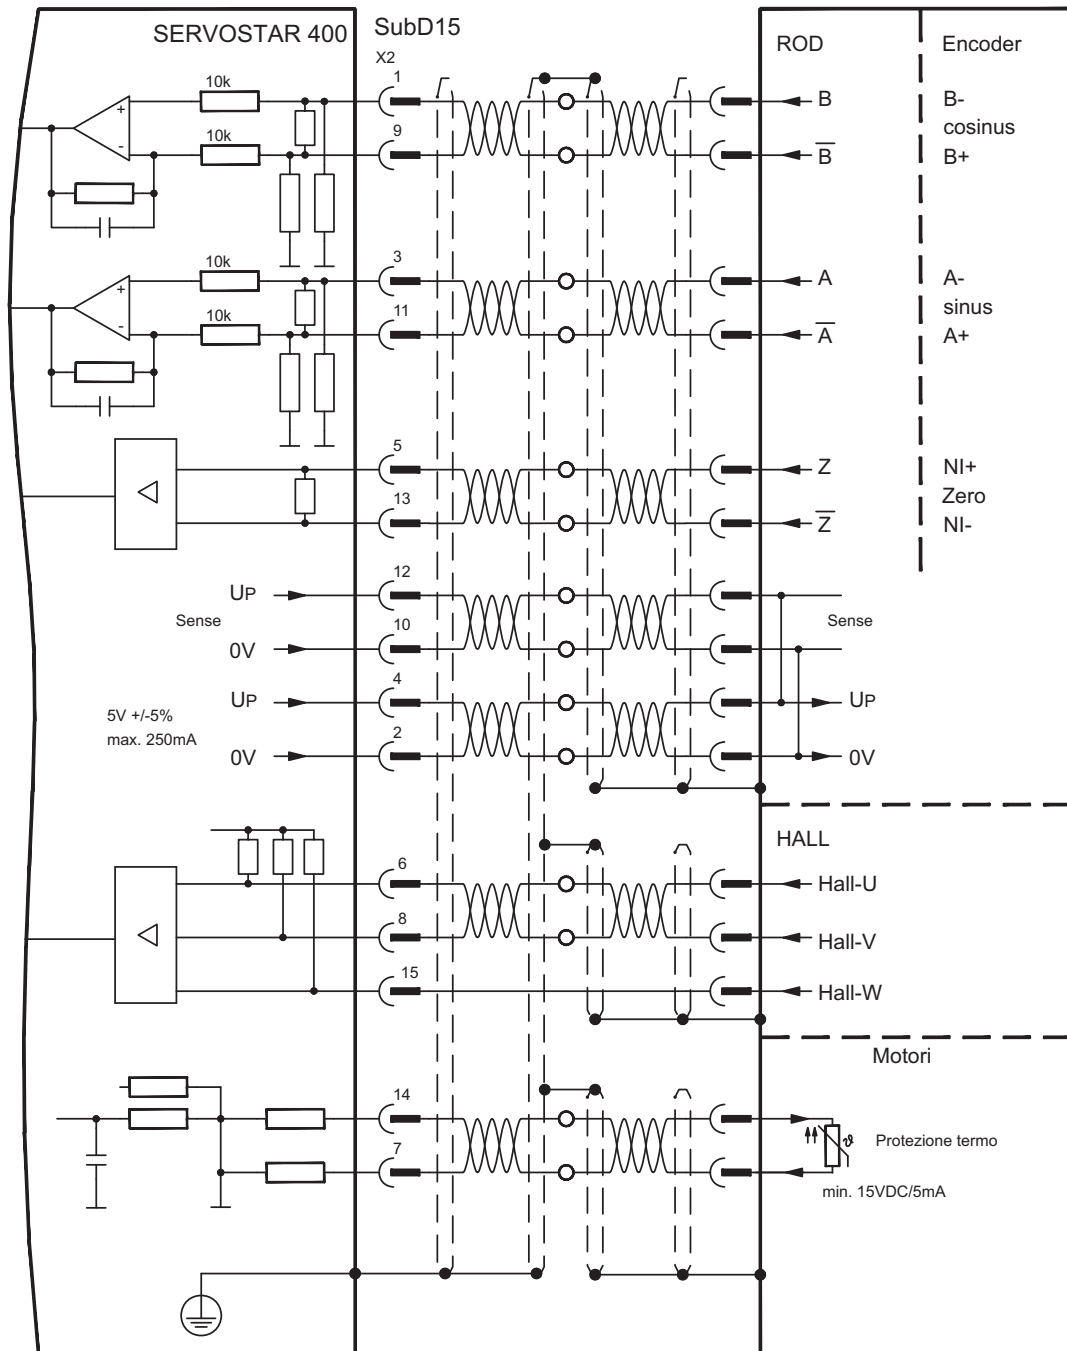 SERVOSTAR 400
SubD15
ROD
Encoder
X2
10k
1
B
B-
cosinus
10k
9
B̅
B+
+
-
10k
3
A
A-
sinus
10k
11
A̅
A+
+
-
5
Z
NI+
Zero
13
Z̅
NI-
UP
12
Sense
Sense
0V
10
UP
4
UP
5V +/-5%
max. 250mA
0V
2
0V
HALL
6
Hall-U
8
Hall-V
15
Hall-W
Motori
14
ϑ
Protezione termo
7
min. 15VDC/5mA